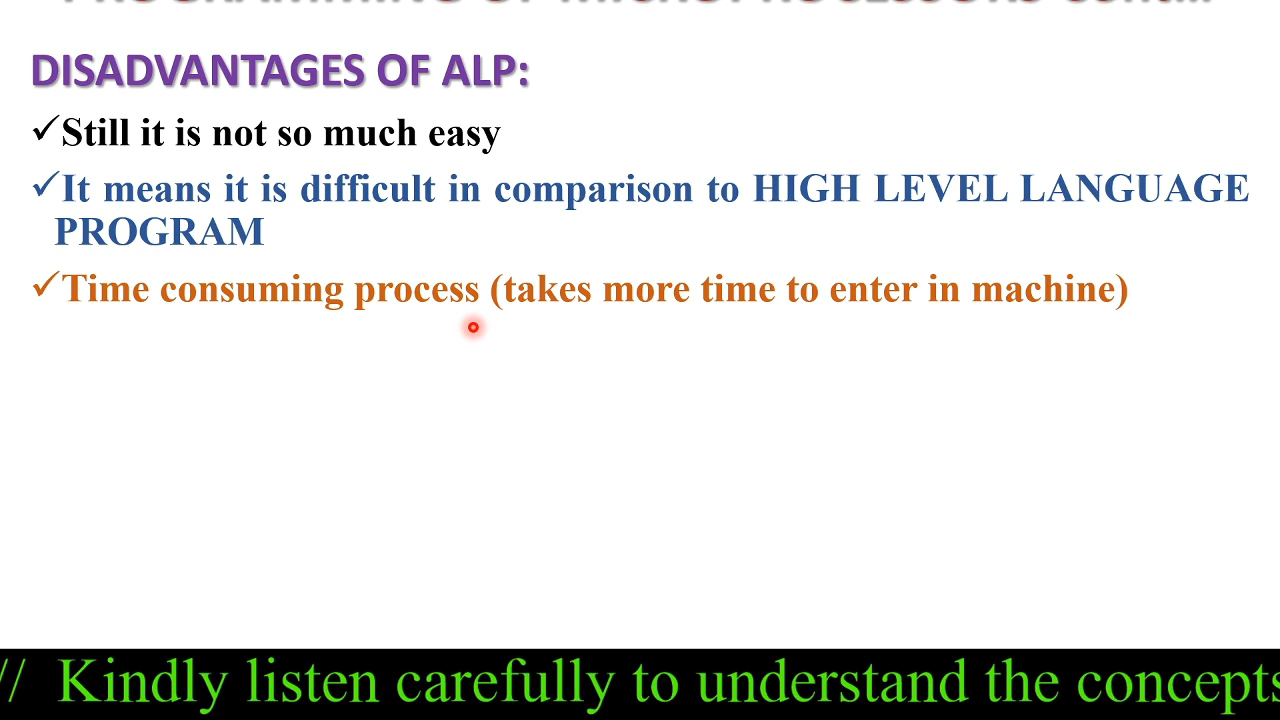 DISADVANTAGES OF ALP:
✓Still it is not so much easy
✓It means it is difficult in comparison to HIGH LEVEL LANGUAGE
PROGRAM
✓Time consuming process (takes more time to enter in machine)
// Kindly listen carefully to understand the concepts